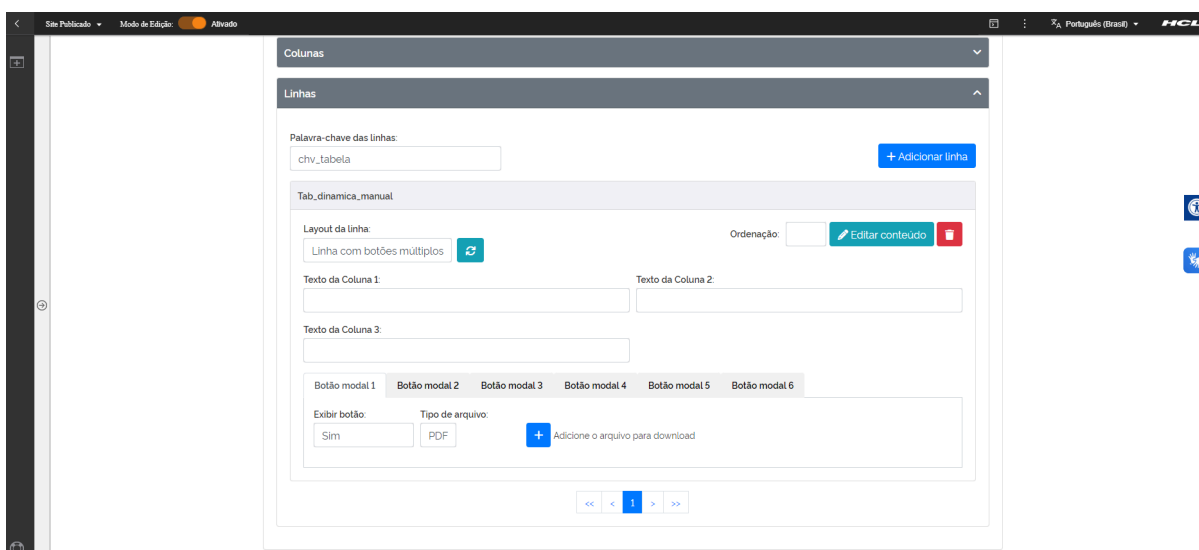 Site Publicado Modo de Edição: Ativado Português (Brasil) HCL
Colunas
Linhas
Palavra-chave das linhas:
chv_tabela
+ Adicionar linha
Tab_dinamica_manual
Layout da linha:
Linha com botões múltiplos
Ordenação: Editar conteúdo
Texto da Coluna 1: Texto da Coluna 2:
Texto da Coluna 3:
Botão modal 1 Botão modal 2 Botão modal 3 Botão modal 4 Botão modal 5 Botão modal 6
Exibir botão: Tipo de arquivo:
Sim PDF + Adicione o arquivo para download
<< < 1 > >>